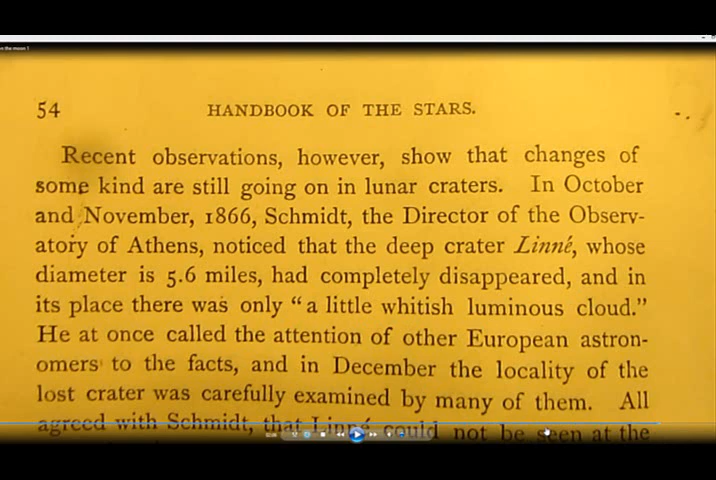 on the moon 1
54 HANDBOOK OF THE STARS.
Recent observations, however, show that changes of
some kind are still going on in lunar craters. In October
and November, 1866, Schmidt, the Director of the Observ-
atory of Athens, noticed that the deep crater Linné, whose
diameter is 5.6 miles, had completely disappeared, and in
its place there was only “a little whitish luminous cloud.”
He at once called the attention of other European astron-
omers to the facts, and in December the locality of the
lost crater was carefully examined by many of them. All
agreed with Schmidt, that Linné could not be seen at the